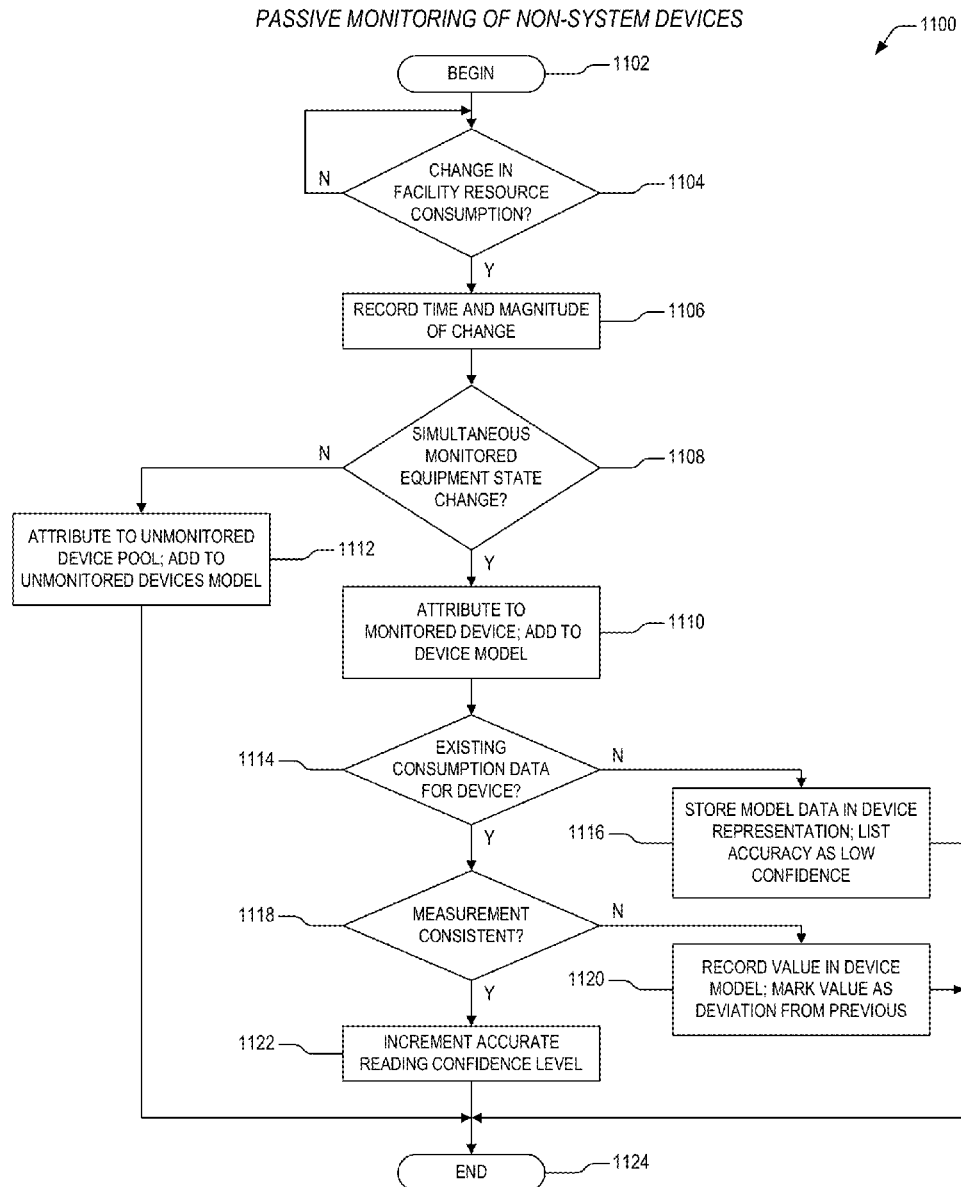 PASSIVE MONITORING OF NON-SYSTEM DEVICES
1100
BEGIN
1102
CHANGE IN
FACILITY RESOURCE
CONSUMPTION?
1104
N
Y
RECORD TIME AND MAGNITUDE
OF CHANGE
1106
SIMULTANEOUS
MONITORED
EQUIPMENT STATE
CHANGE?
1108
N
Y
ATTRIBUTE TO UNMONITORED
DEVICE POOL; ADD TO
UNMONITORED DEVICES MODEL
1112
ATTRIBUTE TO
MONITORED DEVICE; ADD TO
DEVICE MODEL
1110
1114
EXISTING
CONSUMPTION DATA
FOR DEVICE?
N
Y
1116
STORE MODEL DATA IN DEVICE
REPRESENTATION; LIST
ACCURACY AS LOW
CONFIDENCE
1118
MEASUREMENT
CONSISTENT?
N
Y
1120
RECORD VALUE IN DEVICE
MODEL; MARK VALUE AS
DEVIATION FROM PREVIOUS
1122
INCREMENT ACCURATE
READING CONFIDENCE LEVEL
END
1124